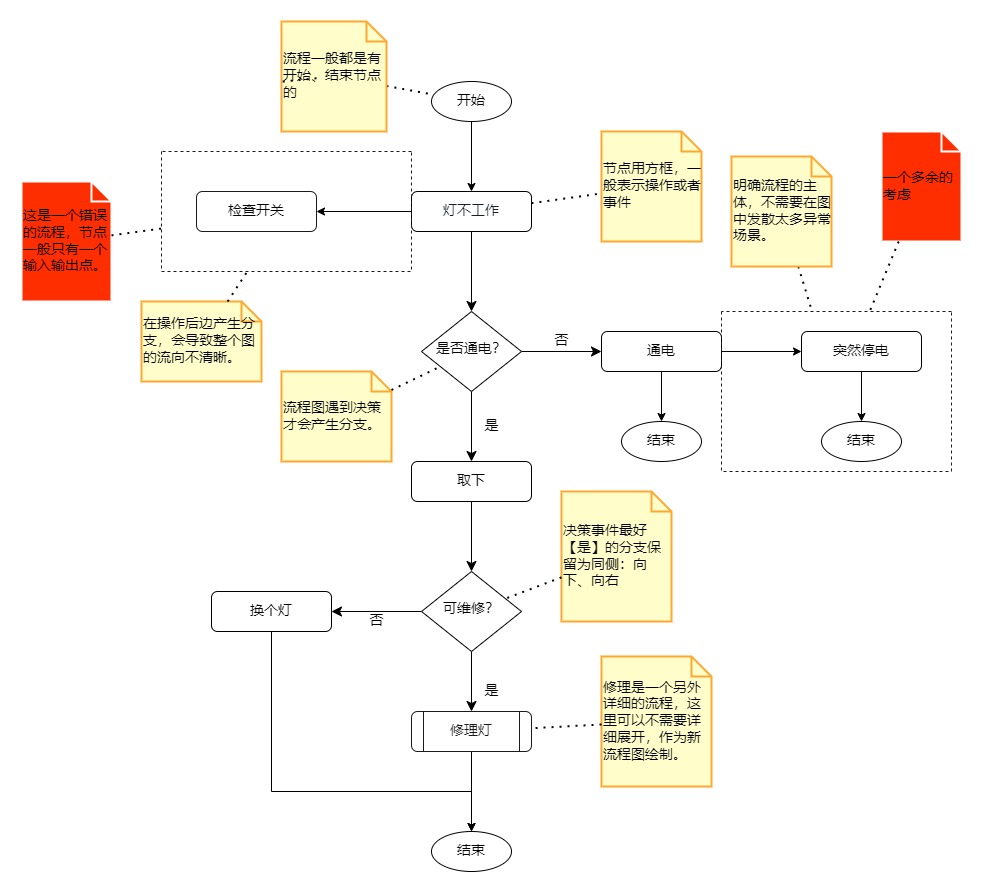 流程一般都是有
开始、结束节点
的
开始
节点用方框，一
般表示操作或者
事件
明确流程的主
体，不需要在图
中发散太多异常
场景。
一个多余的
考虑
这是一个错误
的流程，节点
一般只有一个
输入输出点。
检查开关
灯不工作
在操作后边产生分
支，会导致整个图
的流向不清晰。
是否通电？
否
通电
突然停电
流程图遇到决策
才会产生分支。
是
结束
结束
取下
决策事件最好
【是】的分支保
留为同侧：向
下、向右
换个灯
否
可维修？
是
修理灯
修理是一个另外
详细的流程，这
里可以不需要详
细展开，作为新
流程图绘制。
结束